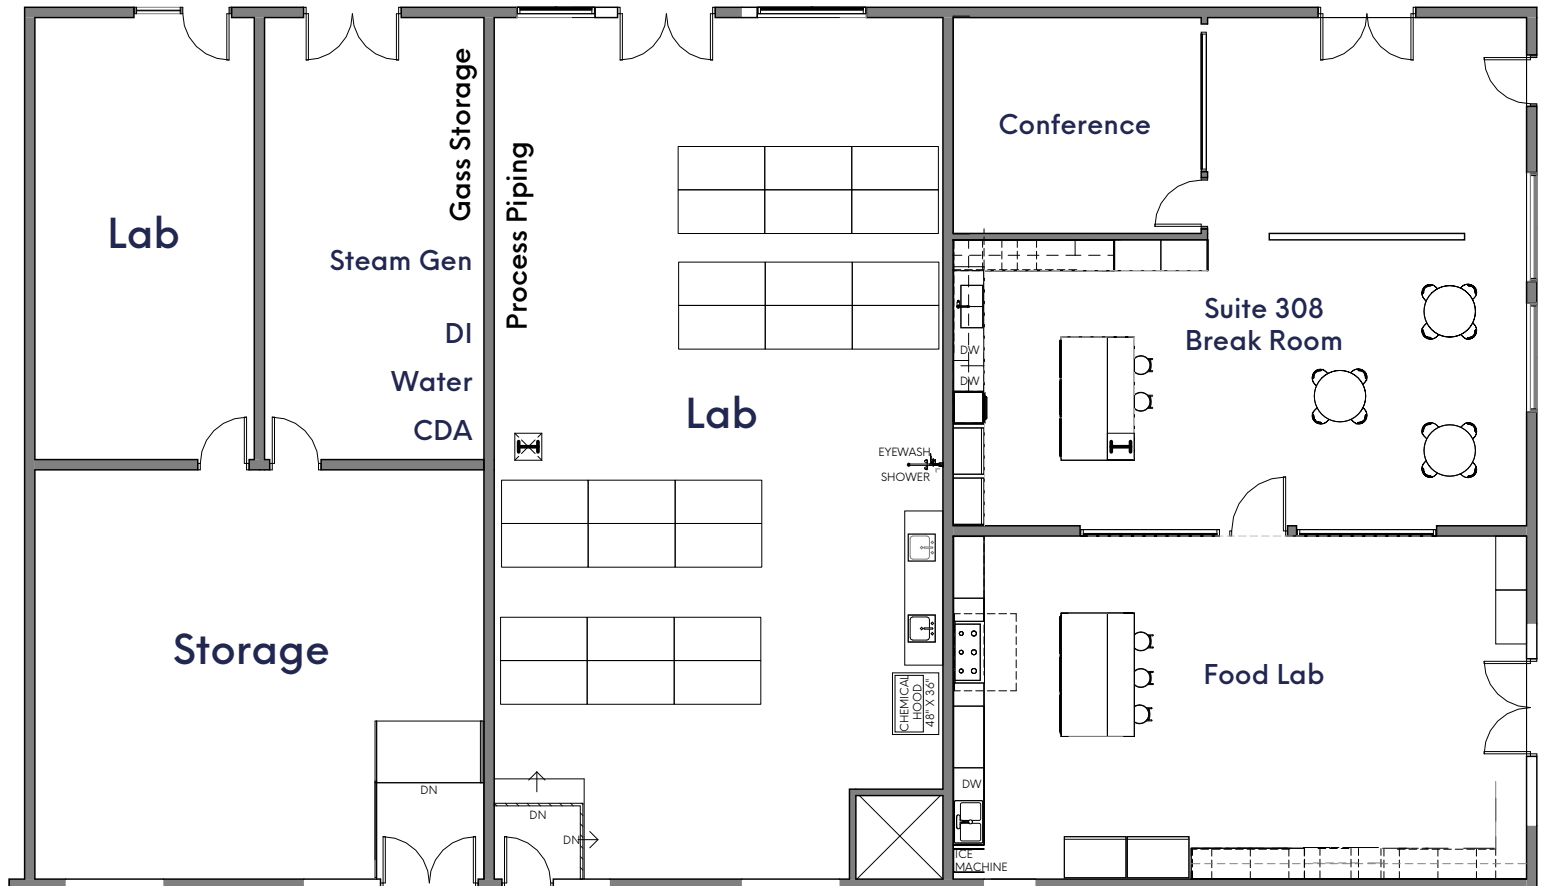 Lab
Gass Storage
Steam Gen
DI
Water
CDA
Process Piping
Lab
EYEWASH
SHOWER
CHEMICAL
HOOD
48" X 36"
Storage
DN
DN
DN
Conference
Suite 308
Break Room
DW
DW
Food Lab
DW
ICE
MACHINE